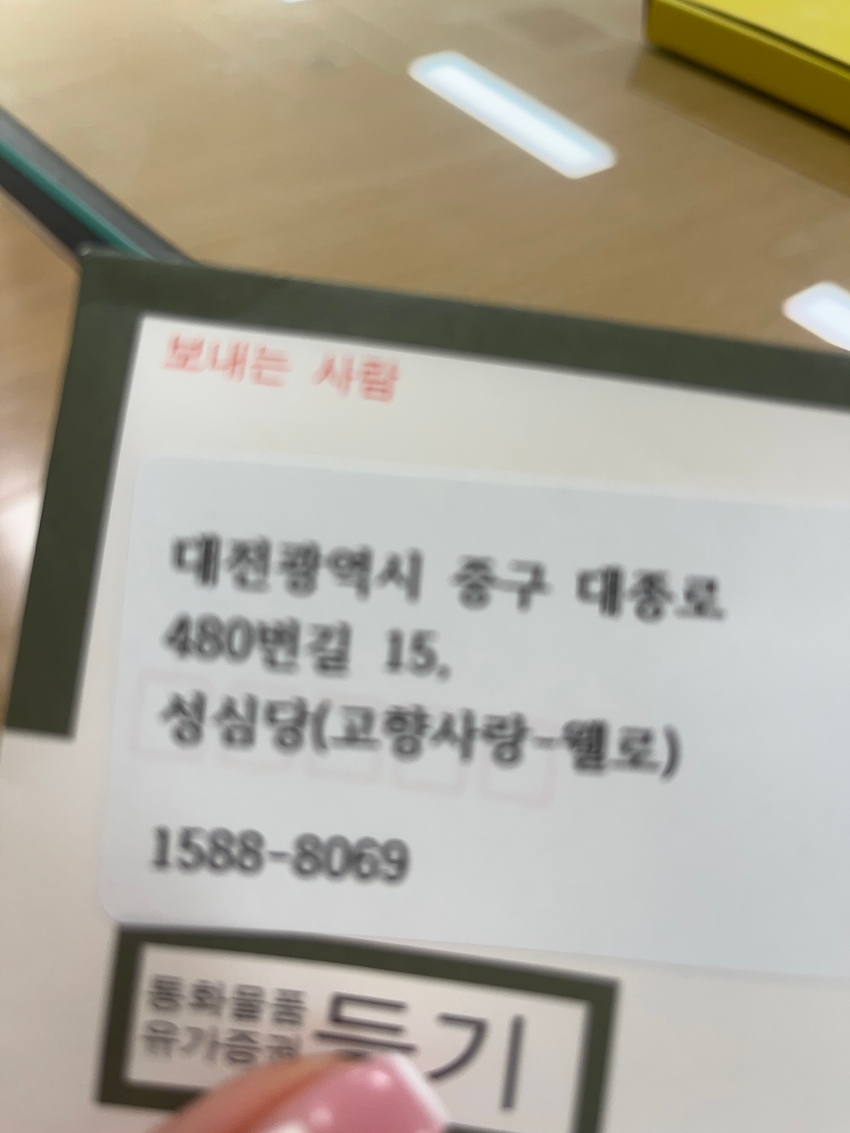 보내는 사람
대전광역시 중구 대종로
480번길 15,
성심당(고향사랑-웰로)
1588-8069
통화물품
유가증권
등기